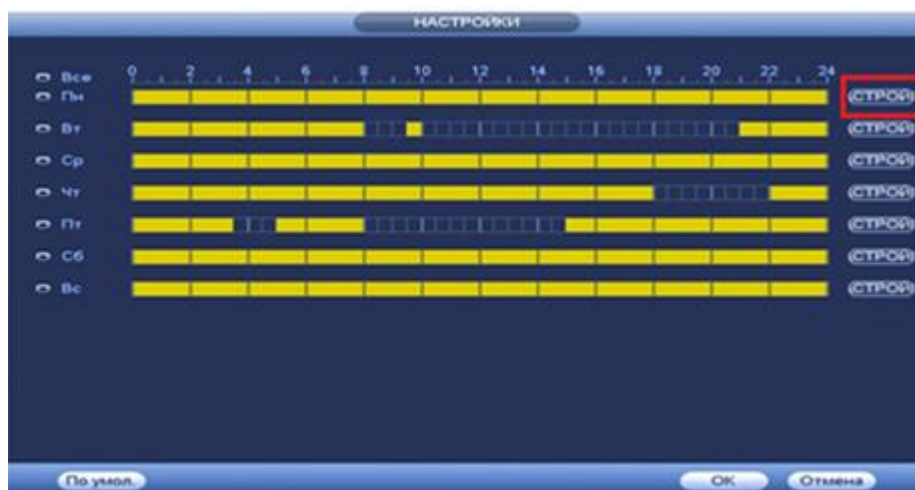 НАСТРОЙКИ
Все 0 2 4 6 8 10 12 14 16 18 20 22 24
Пн (СТРОЙ)
Вт (СТРОЙ)
Ср (СТРОЙ)
Чт (СТРОЙ)
Пт (СТРОЙ)
Сб (СТРОЙ)
Вс (СТРОЙ)
По умол. OK Отмена